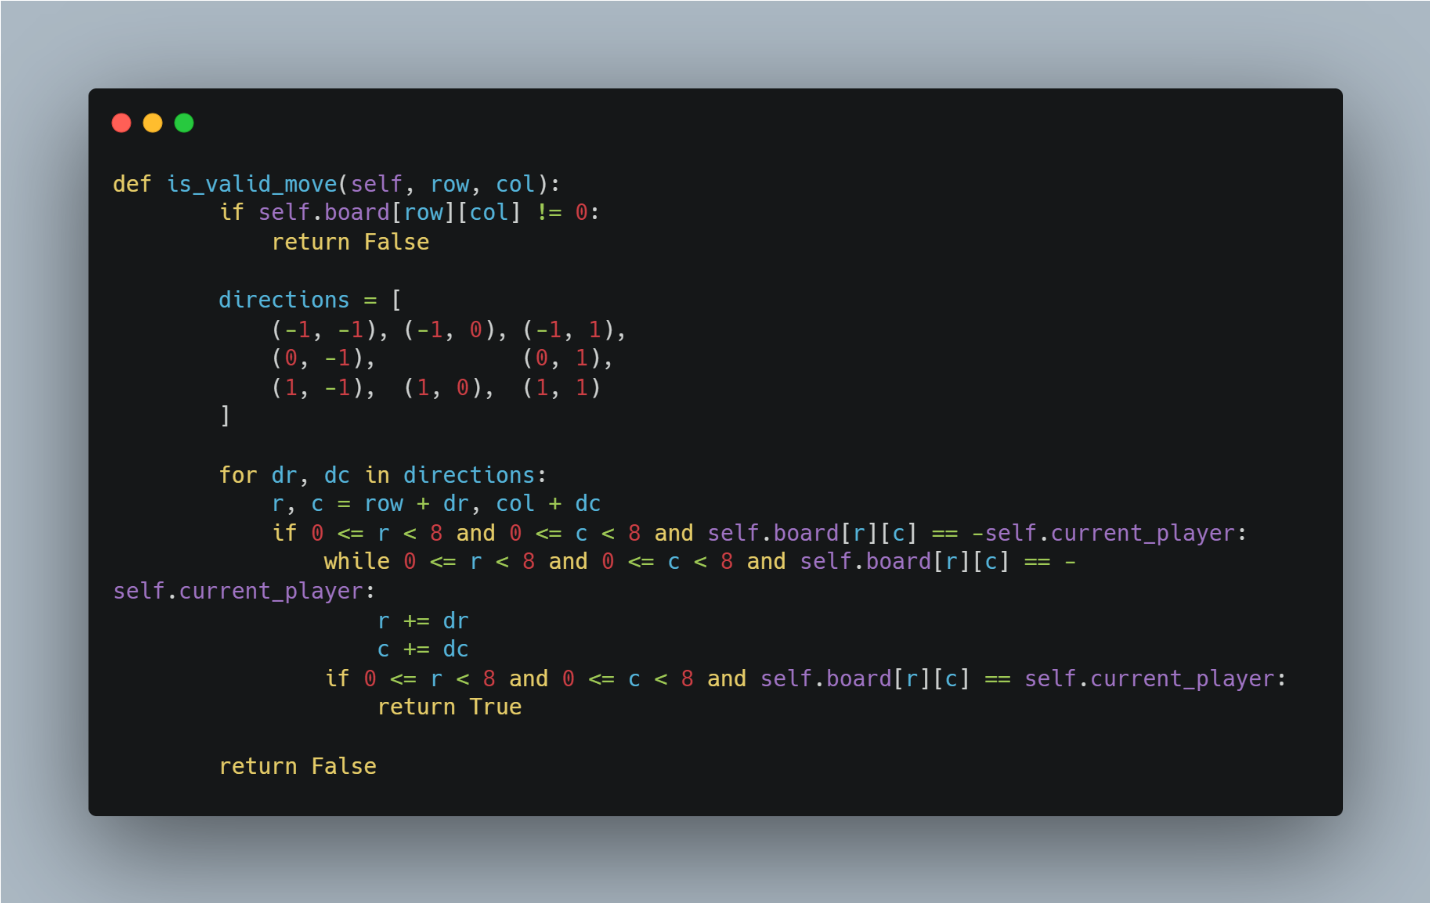 def is_valid_move(self, row, col):
        if self.board[row][col] != 0:
            return False

        directions = [
            (-1, -1), (-1, 0), (-1, 1),
            (0, -1),           (0, 1),
            (1, -1),  (1, 0),  (1, 1)
        ]

        for dr, dc in directions:
            r, c = row + dr, col + dc
            if 0 <= r < 8 and 0 <= c < 8 and self.board[r][c] == -self.current_player:
                while 0 <= r < 8 and 0 <= c < 8 and self.board[r][c] == -
self.current_player:
                    r += dr
                    c += dc
                if 0 <= r < 8 and 0 <= c < 8 and self.board[r][c] == self.current_player:
                    return True

        return False